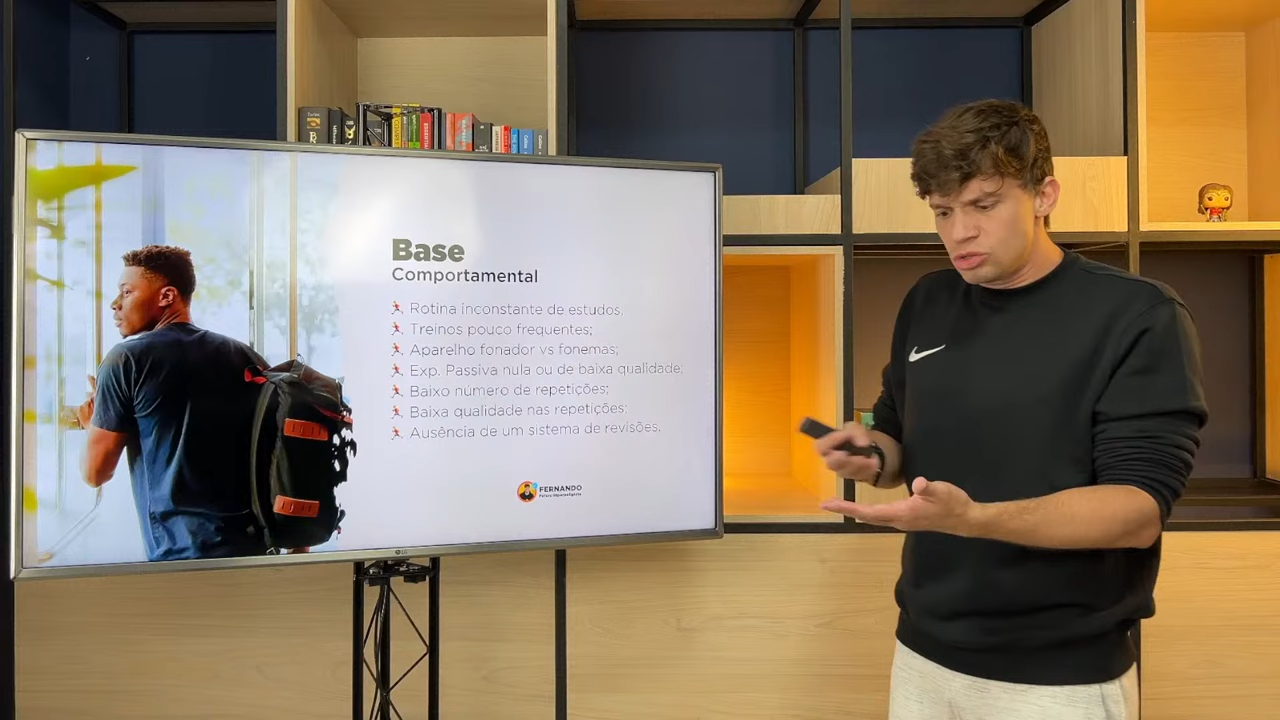 Base
Comportamental
Rotina inconstante de estudos,
Treinos pouco frequentes;
Aparelho fonador vs fonemas;
Exp. Passiva nula ou de baixa qualidade;
Baixo número de repetições;
Baixa qualidade nas repetições;
Ausência de um sistema de revisões.
FERNANDO
LG